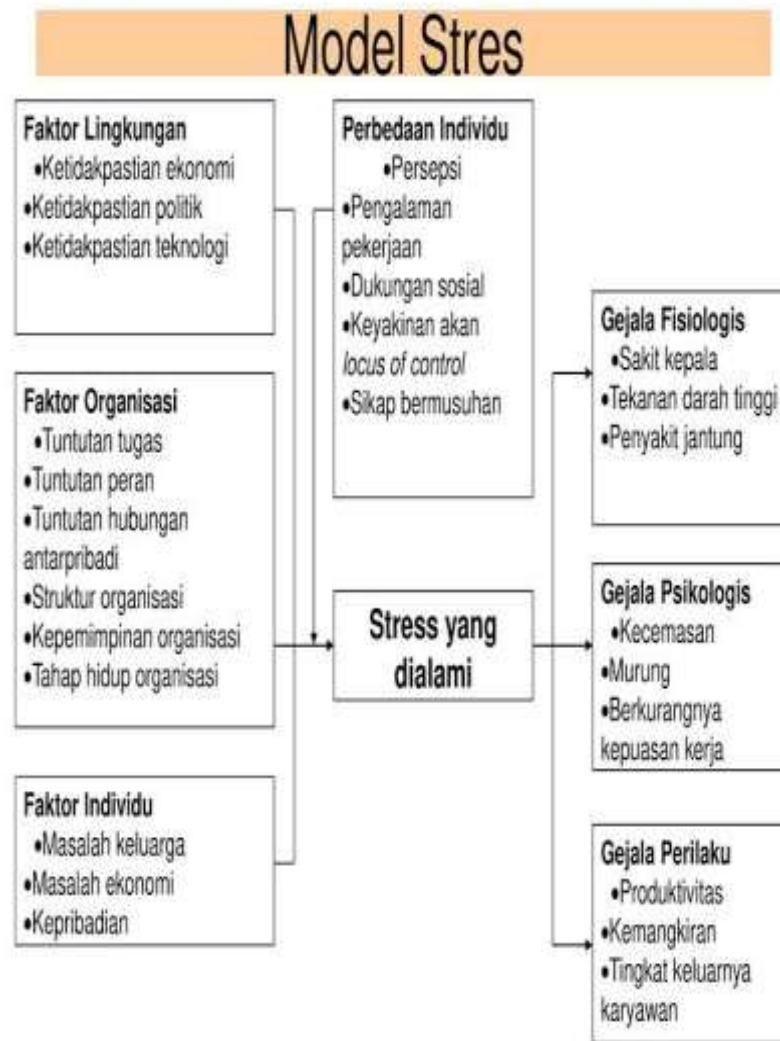 Model Stres
Faktor Lingkungan
•Ketidakpastian ekonomi
•Ketidakpastian politik
•Ketidakpastian teknologi
Faktor Organisasi
•Tuntutan tugas
•Tuntutan peran
•Tuntutan hubungan
antarpribadi
•Struktur organisasi
•Kepemimpinan organisasi
•Tahap hidup organisasi
Faktor Individu
•Masalah keluarga
•Masalah ekonomi
•Kepribadian
Perbedaan Individu
•Persepsi
•Pengalaman
pekerjaan
•Dukungan sosial
•Keyakinan akan
locus of control
•Sikap bermusuhan
Stress yang
dialami
Gejala Fisiologis
•Sakit kepala
•Tekanan darah tinggi
•Penyakit jantung
Gejala Psikologis
•Kecemasan
•Murung
•Berkurangnya
kepuasan kerja
Gejala Perilaku
•Produktivitas
•Kemangkiran
•Tingkat keluarnya
karyawan